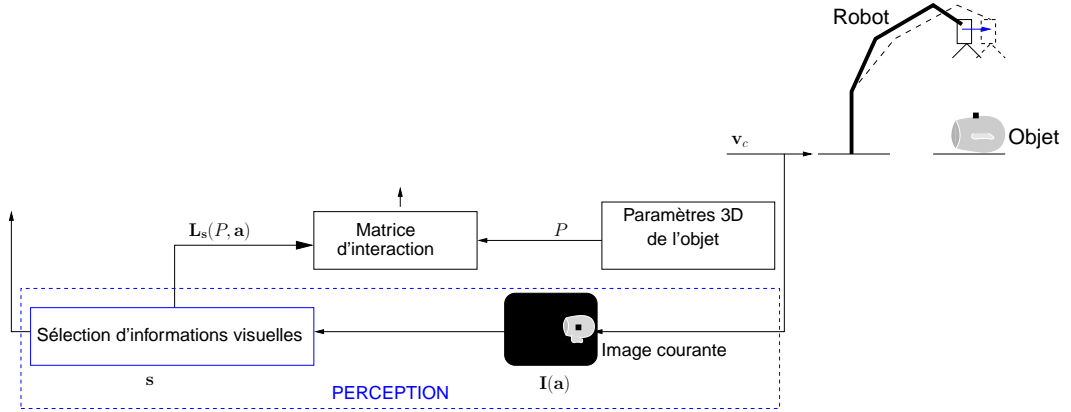 Robot
Objet
v_c
Paramètres 3D
de l'objet
L_s(P, a)
Matrice
d'interaction
P
Sélection d'informations visuelles
Image courante
s
I(a)
PERCEPTION